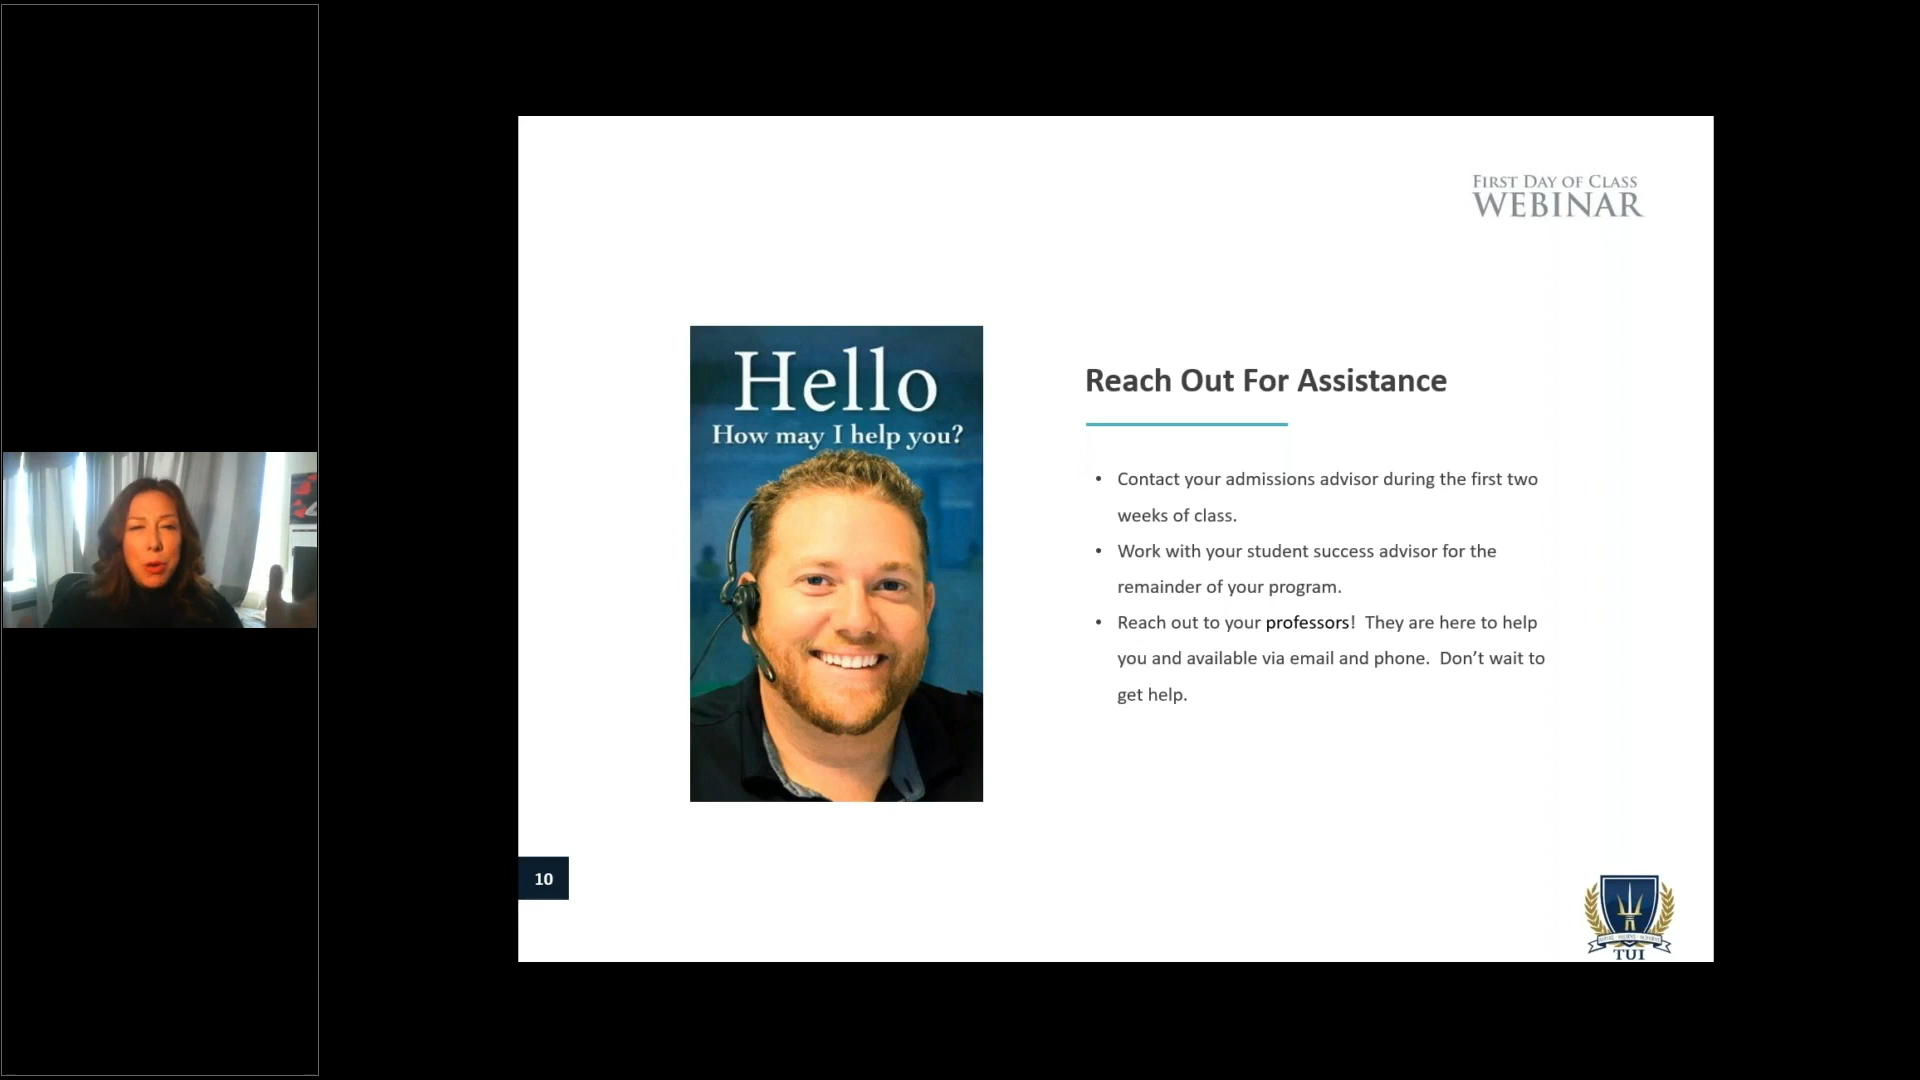 FIRST DAY OF CLASS
WEBINAR
Hello
How may I help you?
Reach Out For Assistance
• Contact your admissions advisor during the first two
weeks of class.
• Work with your student success advisor for the
remainder of your program.
• Reach out to your professors!  They are here to help
you and available via email and phone.  Don’t wait to
get help.
10
TUI